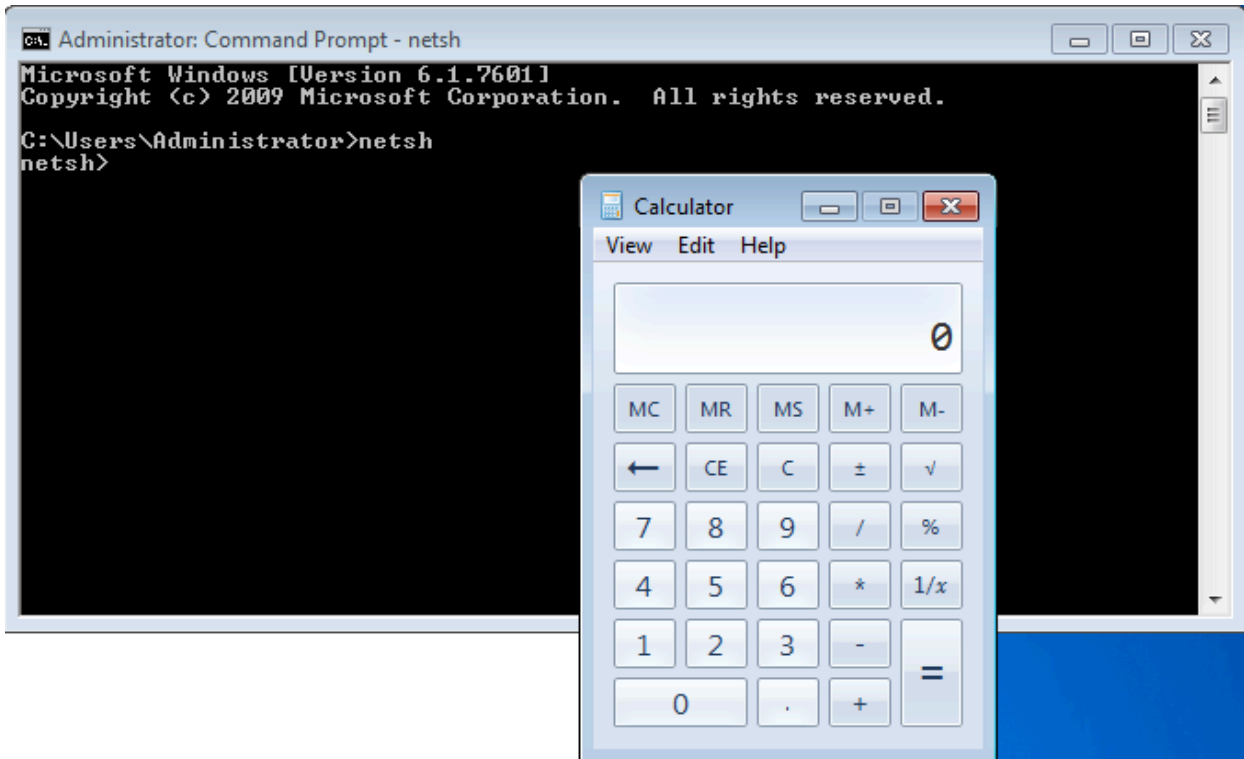 Administrator: Command Prompt - netsh
Microsoft Windows [Version 6.1.7601]
Copyright (c) 2009 Microsoft Corporation.  All rights reserved.
C:\Users\Administrator>netsh
netsh>
Calculator
View Edit Help
0
MC MR MS M+ M-
← CE C ± √
7 8 9 / %
4 5 6 * 1/x
1 2 3 - =
0 . +